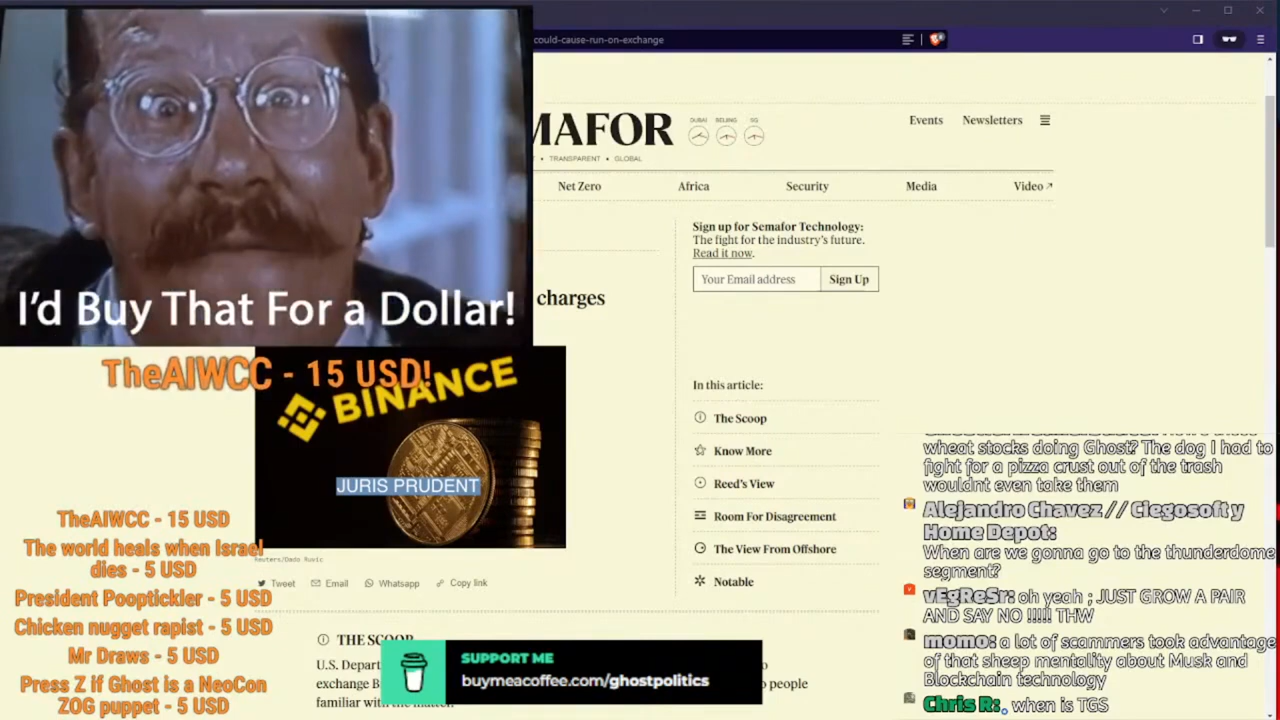 could-cause-run-on-exchange
MAFOR
DUBAI BEIJING SG
• TRANSPARENT • GLOBAL
Events Newsletters
Net Zero Africa Security Media Video
Sign up for Semafor Technology:
The fight for the industry's future.
Read it now.
Your Email address Sign Up
charges
I'd Buy That For a Dollar!
TheAIWCC - 15 USD!
BINANCE
JURIS PRUDENT
Reuters/Dado Ruvic
Tweet Email Whatsapp Copy link
In this article:
The Scoop
Know More
Reed's View
Room For Disagreement
The View From Offshore
Notable
TheAIWCC - 15 USD
The world heals when Israel
dies - 5 USD
President Pooptickler - 5 USD
Chicken nugget rapist - 5 USD
Mr Draws - 5 USD
Press Z if Ghost is a NeoCon
ZOG puppet - 5 USD
THE SCOOP
U.S. Depart
exchange B people
familiar with the matter.
SUPPORT ME
buymeacoffee.com/ghostpolitics
wheat stocks doing Ghost? The dog I had to
fight for a pizza crust out of the trash
wouldnt even take them
Alejandro Chavez // Clegosoft y
Home Depot:
When are we gonna go to the thunderdome
segment?
vEgReSr: oh yeah ; JUST GROW A PAIR
AND SAY NO !!!!! THW
momo: a lot of scammers took advantage
of that sheep mentality about Musk and
Blockchain technology
Chris R: when is TGS